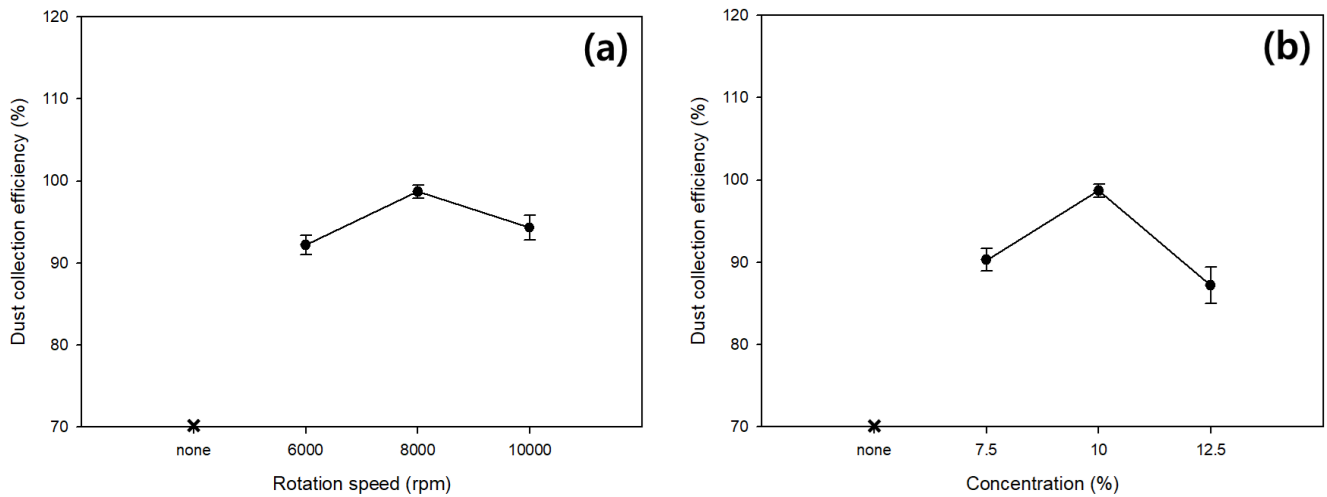 (a)
Dust collection efficiency (%)
120
110
100
90
80
70
none 6000 8000 10000
Rotation speed (rpm)
(b)
Dust collection efficiency (%)
120
110
100
90
80
70
none 7.5 10 12.5
Concentration (%)